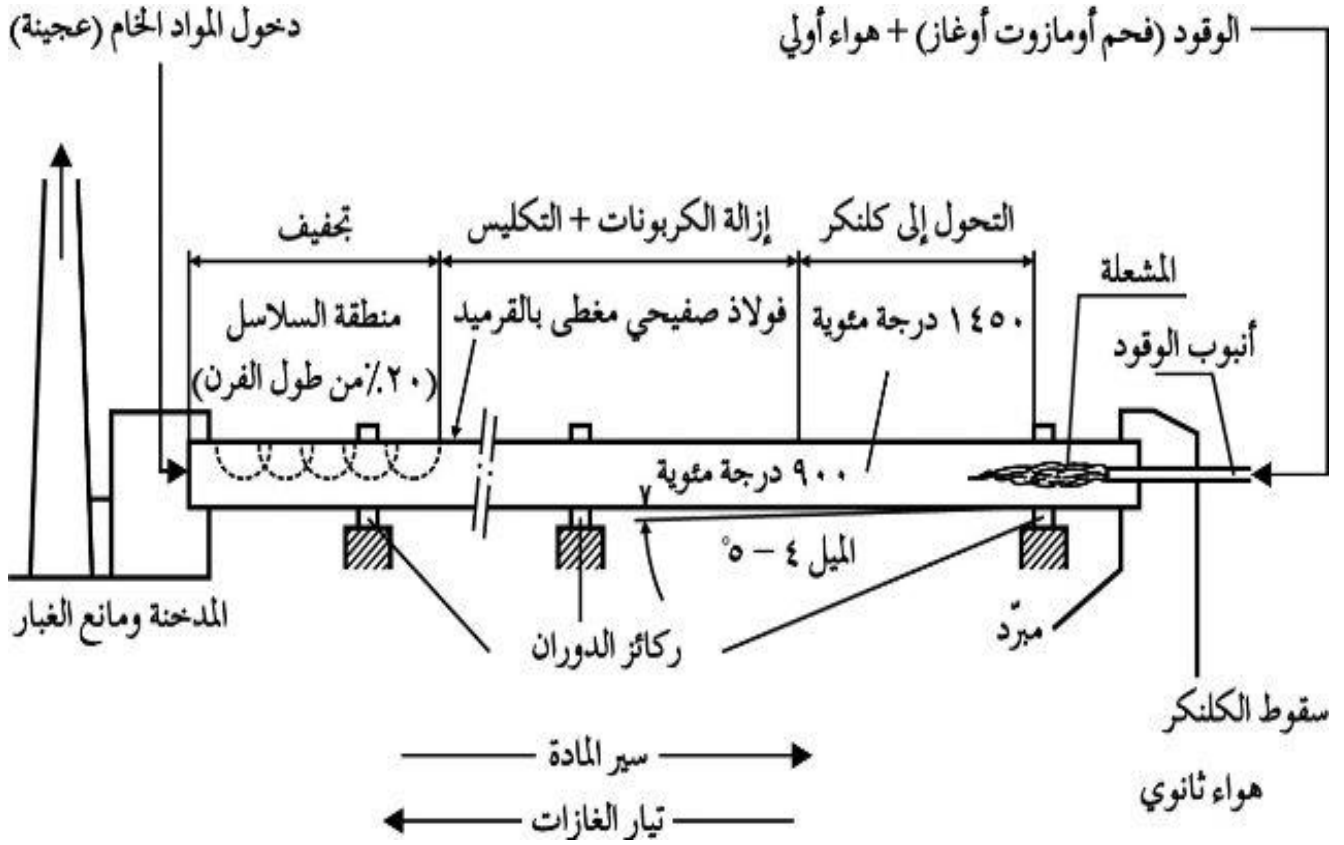 الوقود (فحم أومازوت أوغاز) + هواء أولي
دخول المواد الخام (عجينة)
التحول إلى كلنكر
إزالة الكربونات + التكليس
تجفيف
المشعلة
١٤٥٠ درجة مئوية
فولاذ صفيحي مغطى بالقرميد
منطقة السلاسل
(٢٠٪ من طول الفرن)
أنبوب الوقود
٩٠٠ درجة مئوية
الميل ٤ - ٥°
مبرّد
ركائز الدوران
المدخنة ومانع الغبار
سقوط الكلنكر
هواء ثانوي
سير المادة
تيار الغازات